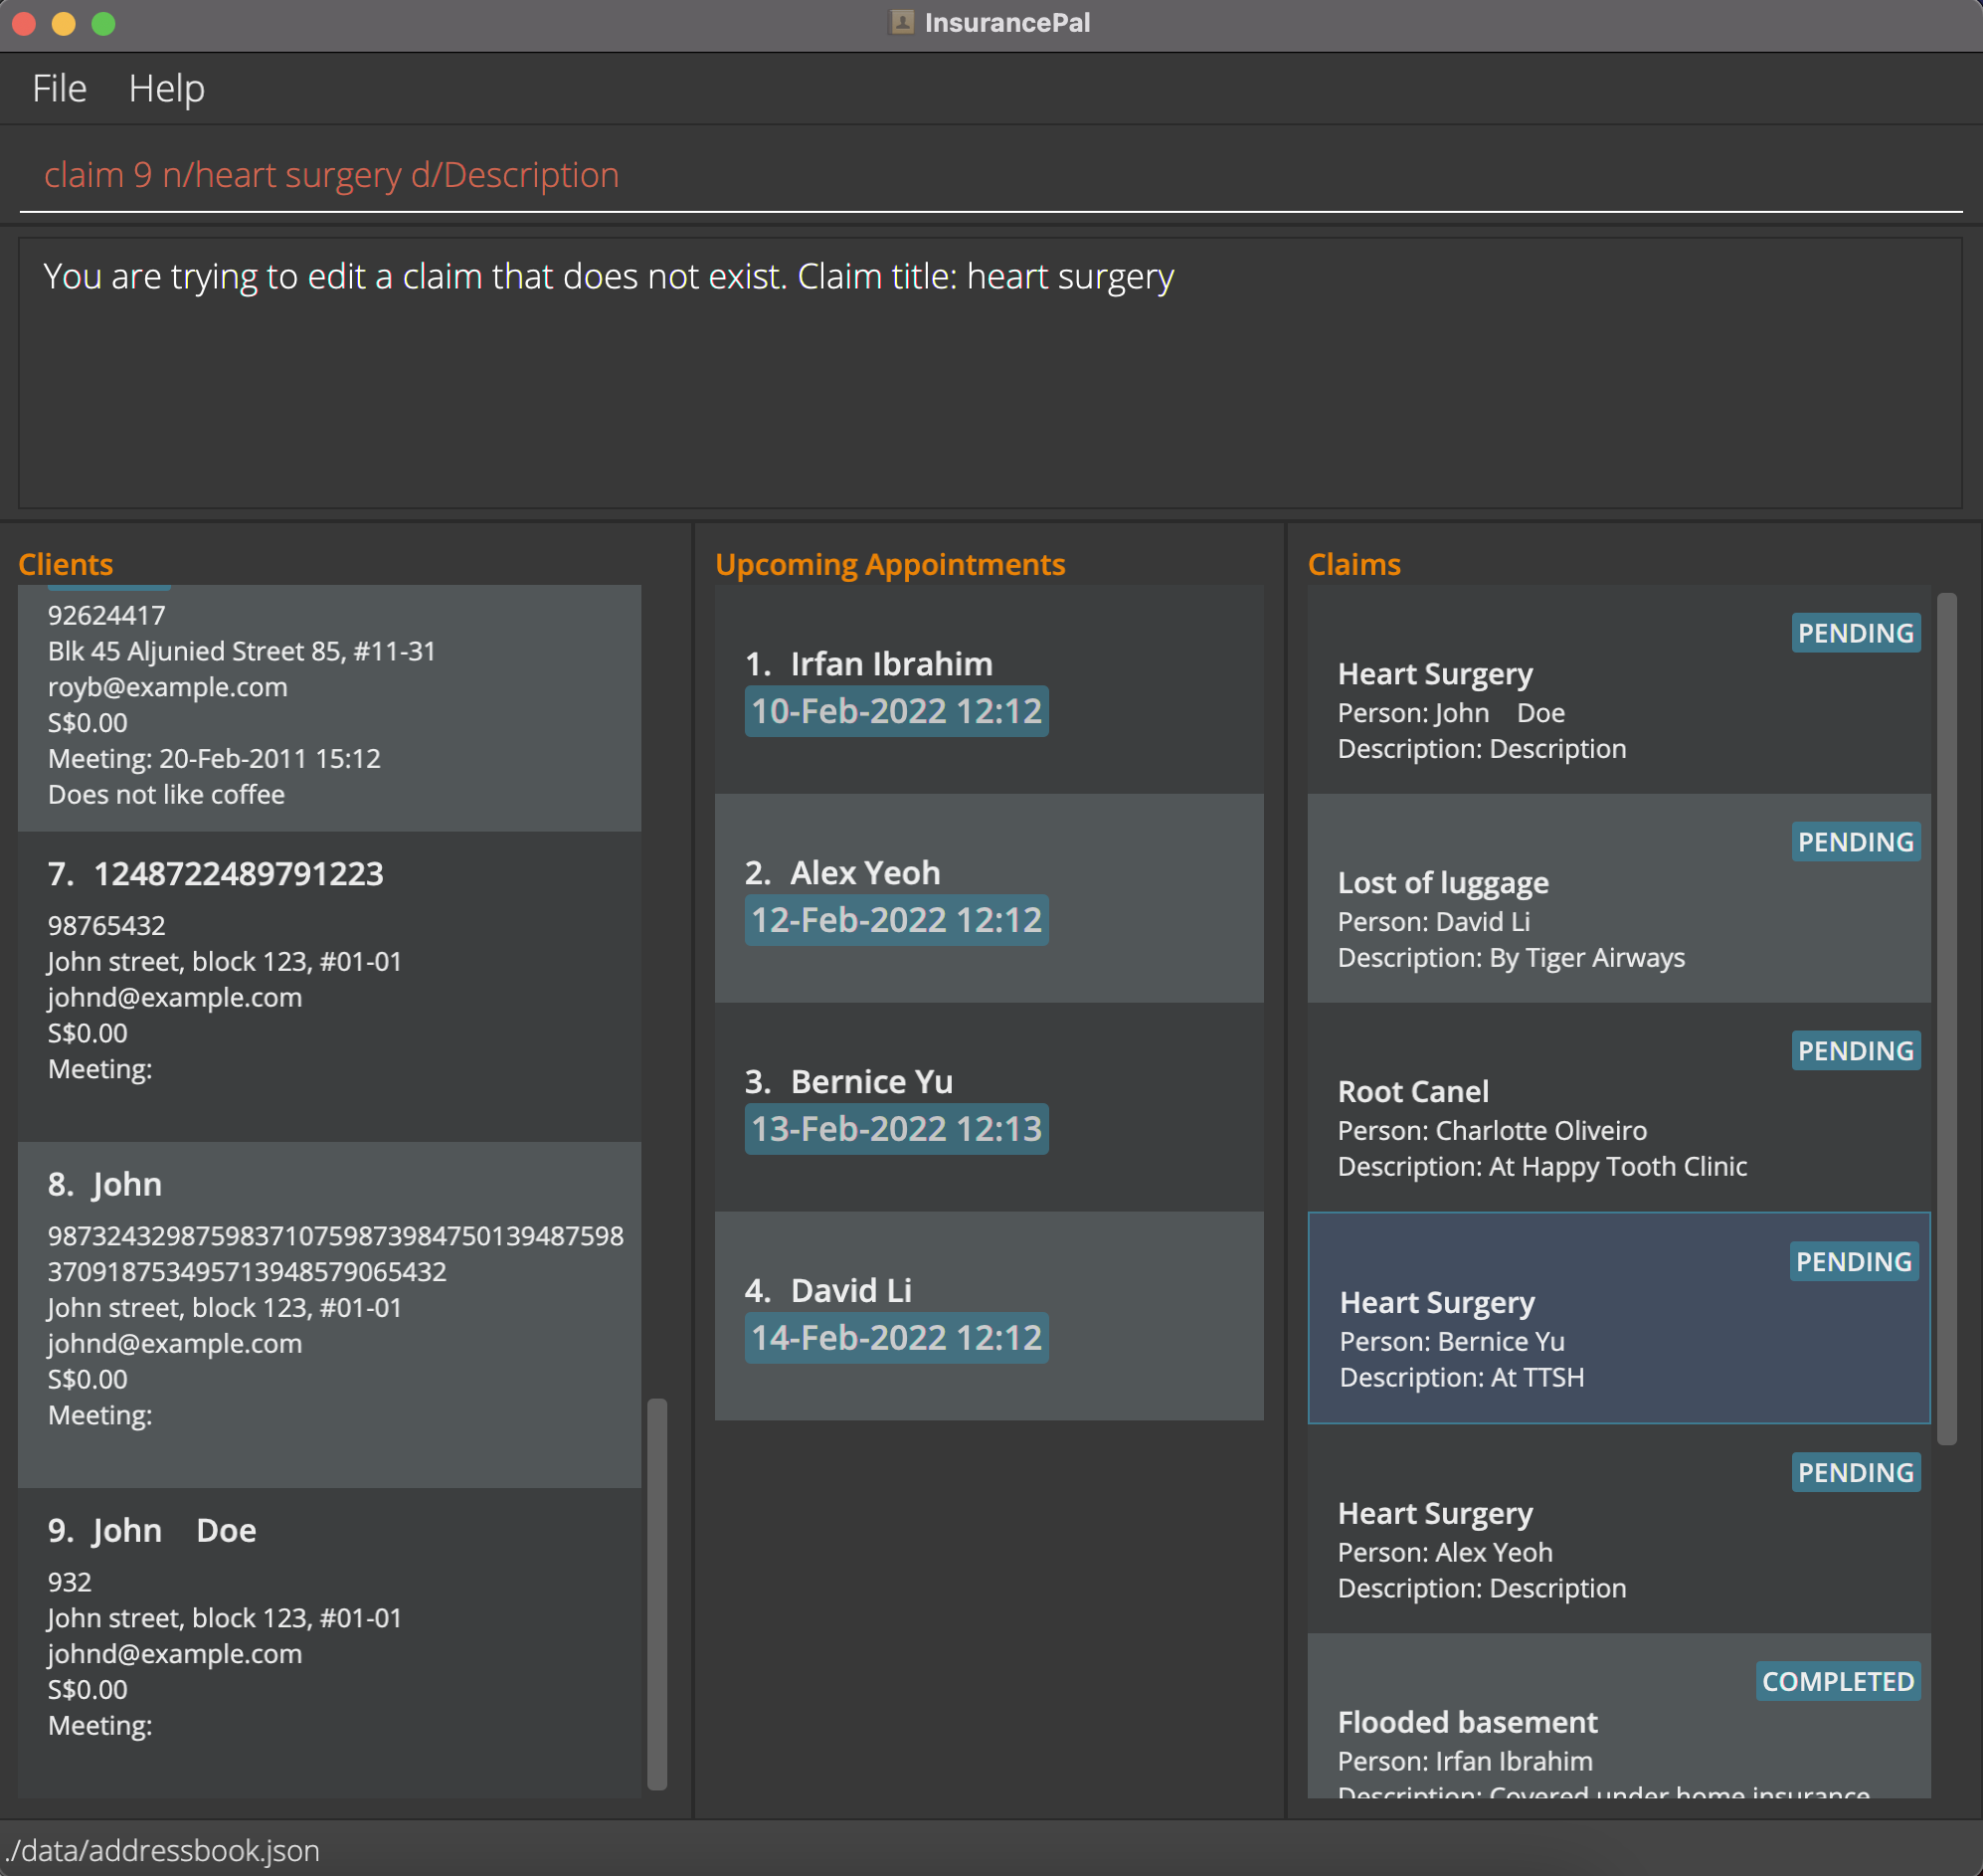 InsurancePal
File Help
claim 9 n/heart surgery d/Description
You are trying to edit a claim that does not exist. Claim title: heart surgery
Clients
92624417
Blk 45 Aljunied Street 85, #11-31
royb@example.com
S$0.00
Meeting: 20-Feb-2011 15:12
Does not like coffee
7. 1248722489791223
98765432
John street, block 123, #01-01
johnd@example.com
S$0.00
Meeting:
8. John
987324329875983710759873984750139487598
370918753495713948579065432
John street, block 123, #01-01
johnd@example.com
S$0.00
Meeting:
9. John    Doe
932
John street, block 123, #01-01
johnd@example.com
S$0.00
Meeting:
Upcoming Appointments
1. Irfan Ibrahim
10-Feb-2022 12:12
2. Alex Yeoh
12-Feb-2022 12:12
3. Bernice Yu
13-Feb-2022 12:13
4. David Li
14-Feb-2022 12:12
Claims
PENDING
Heart Surgery
Person: John    Doe
Description: Description
PENDING
Lost of luggage
Person: David Li
Description: By Tiger Airways
PENDING
Root Canel
Person: Charlotte Oliveiro
Description: At Happy Tooth Clinic
PENDING
Heart Surgery
Person: Bernice Yu
Description: At TTSH
PENDING
Heart Surgery
Person: Alex Yeoh
Description: Description
COMPLETED
Flooded basement
Person: Irfan Ibrahim
Description: Covered under home insurance
./data/addressbook.json